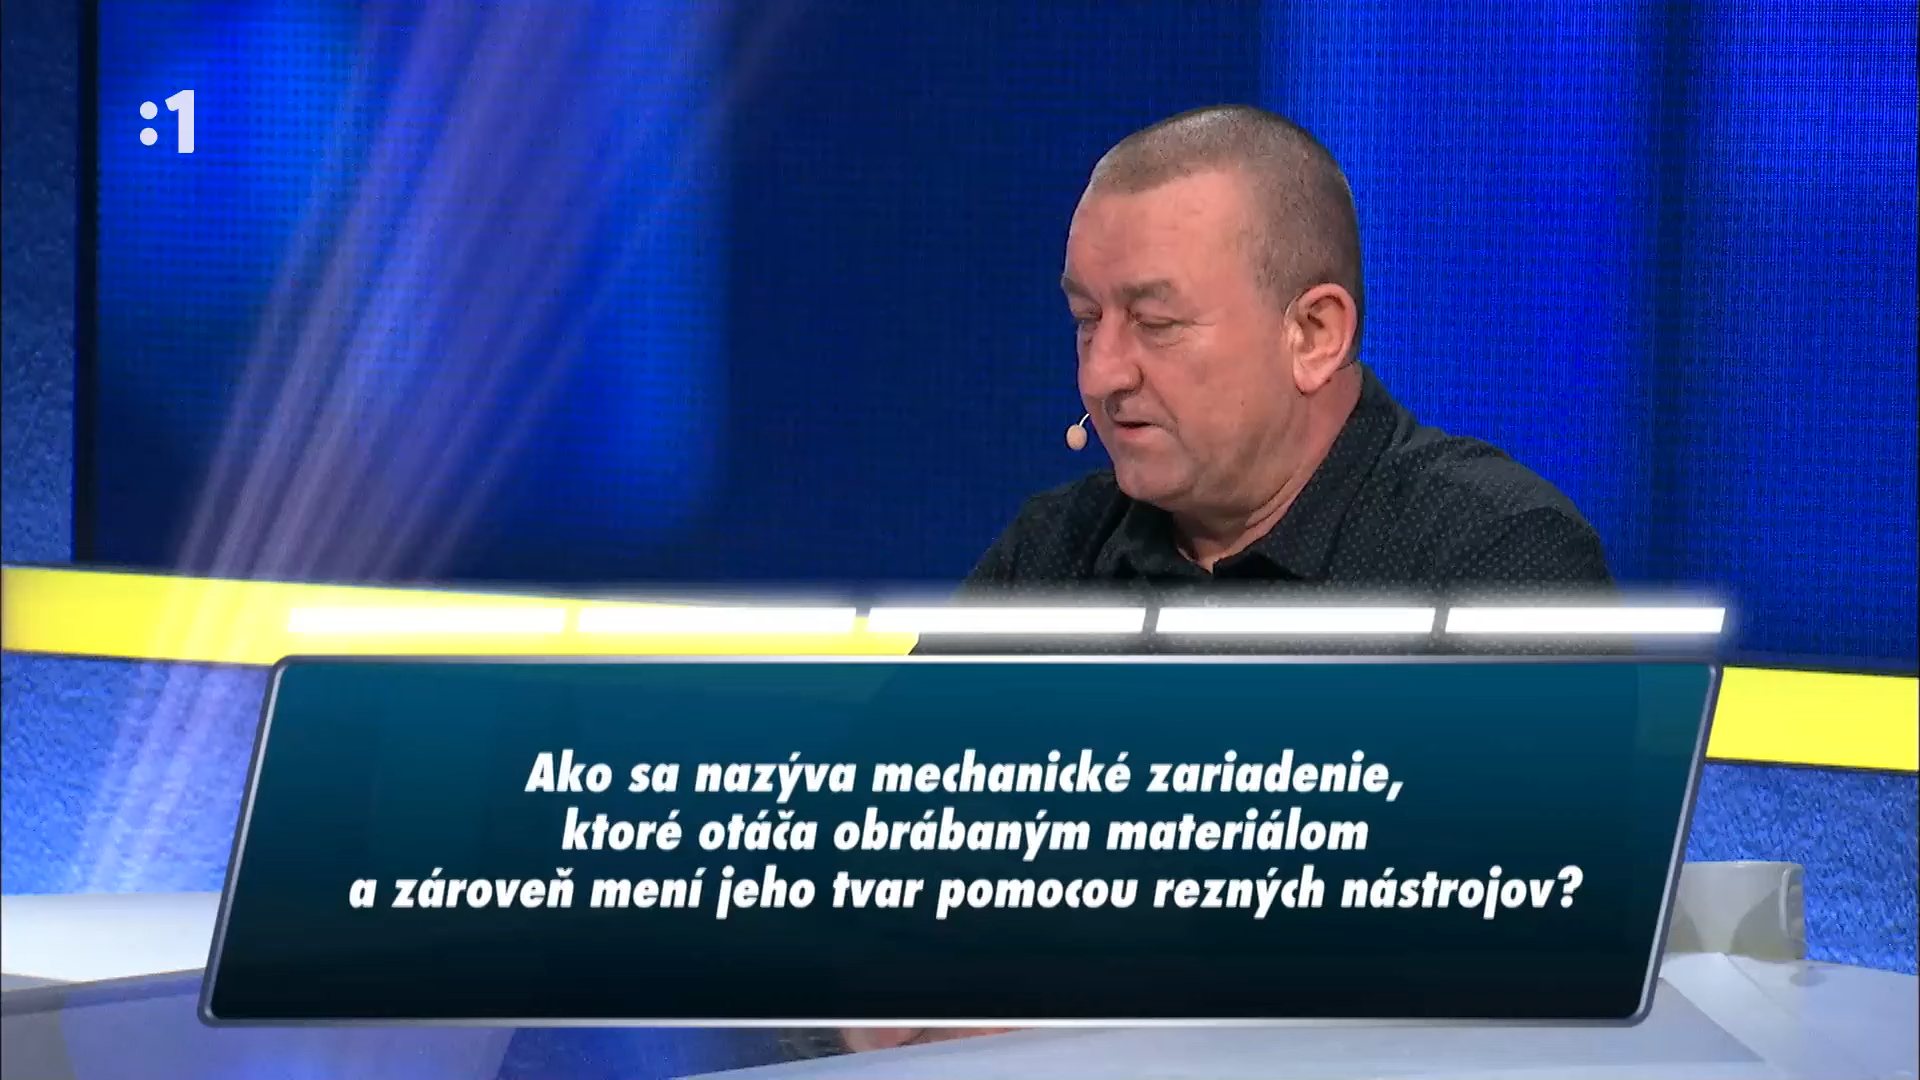 :1
Ako sa nazýva mechanické zariadenie,
ktoré otáča obrábaným materiálom
a zároveň mení jeho tvar pomocou rezných nástrojov?